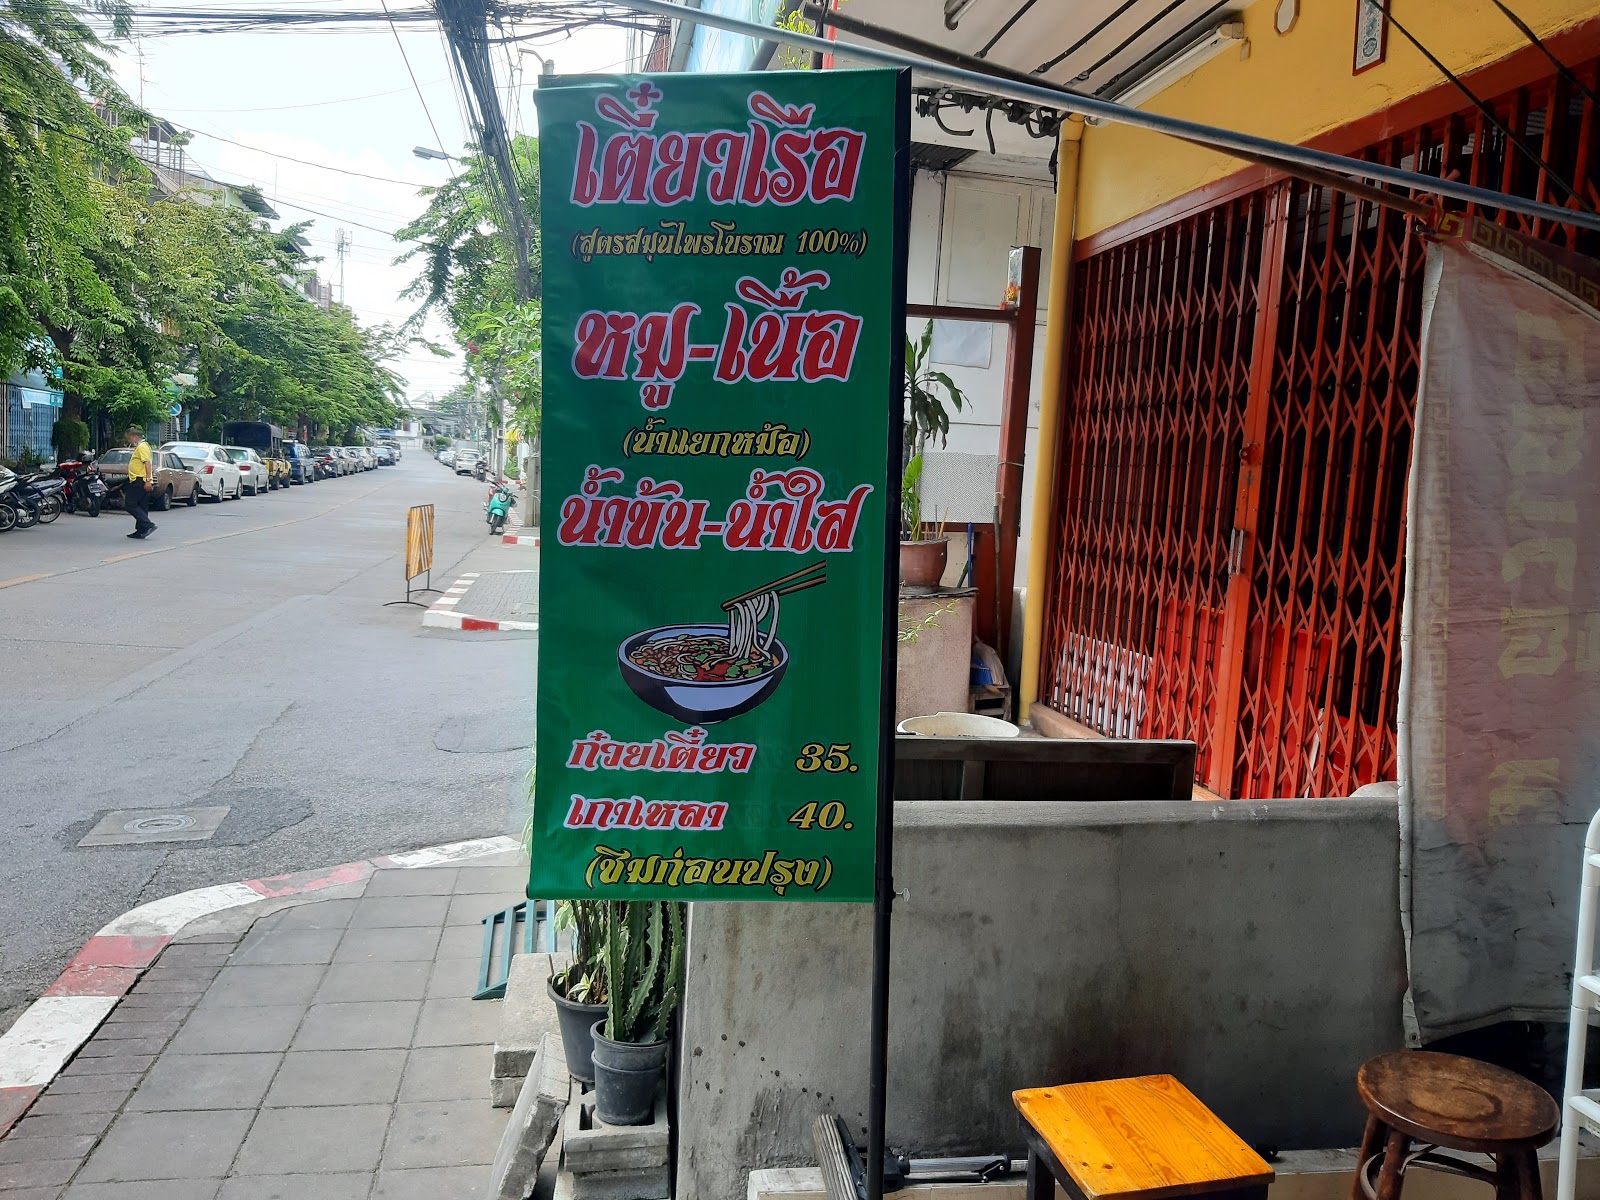 เตี๋ยวเรือ
(สูตรสมุนไพรโบราณ 100%)
หมู-เนื้อ
(น้ำแยกหม้อ)
น้ำข้น-น้ำใส
ก๋วยเตี๋ยว 35.
เกาเหลา 40.
(ชิมก่อนปรุง)